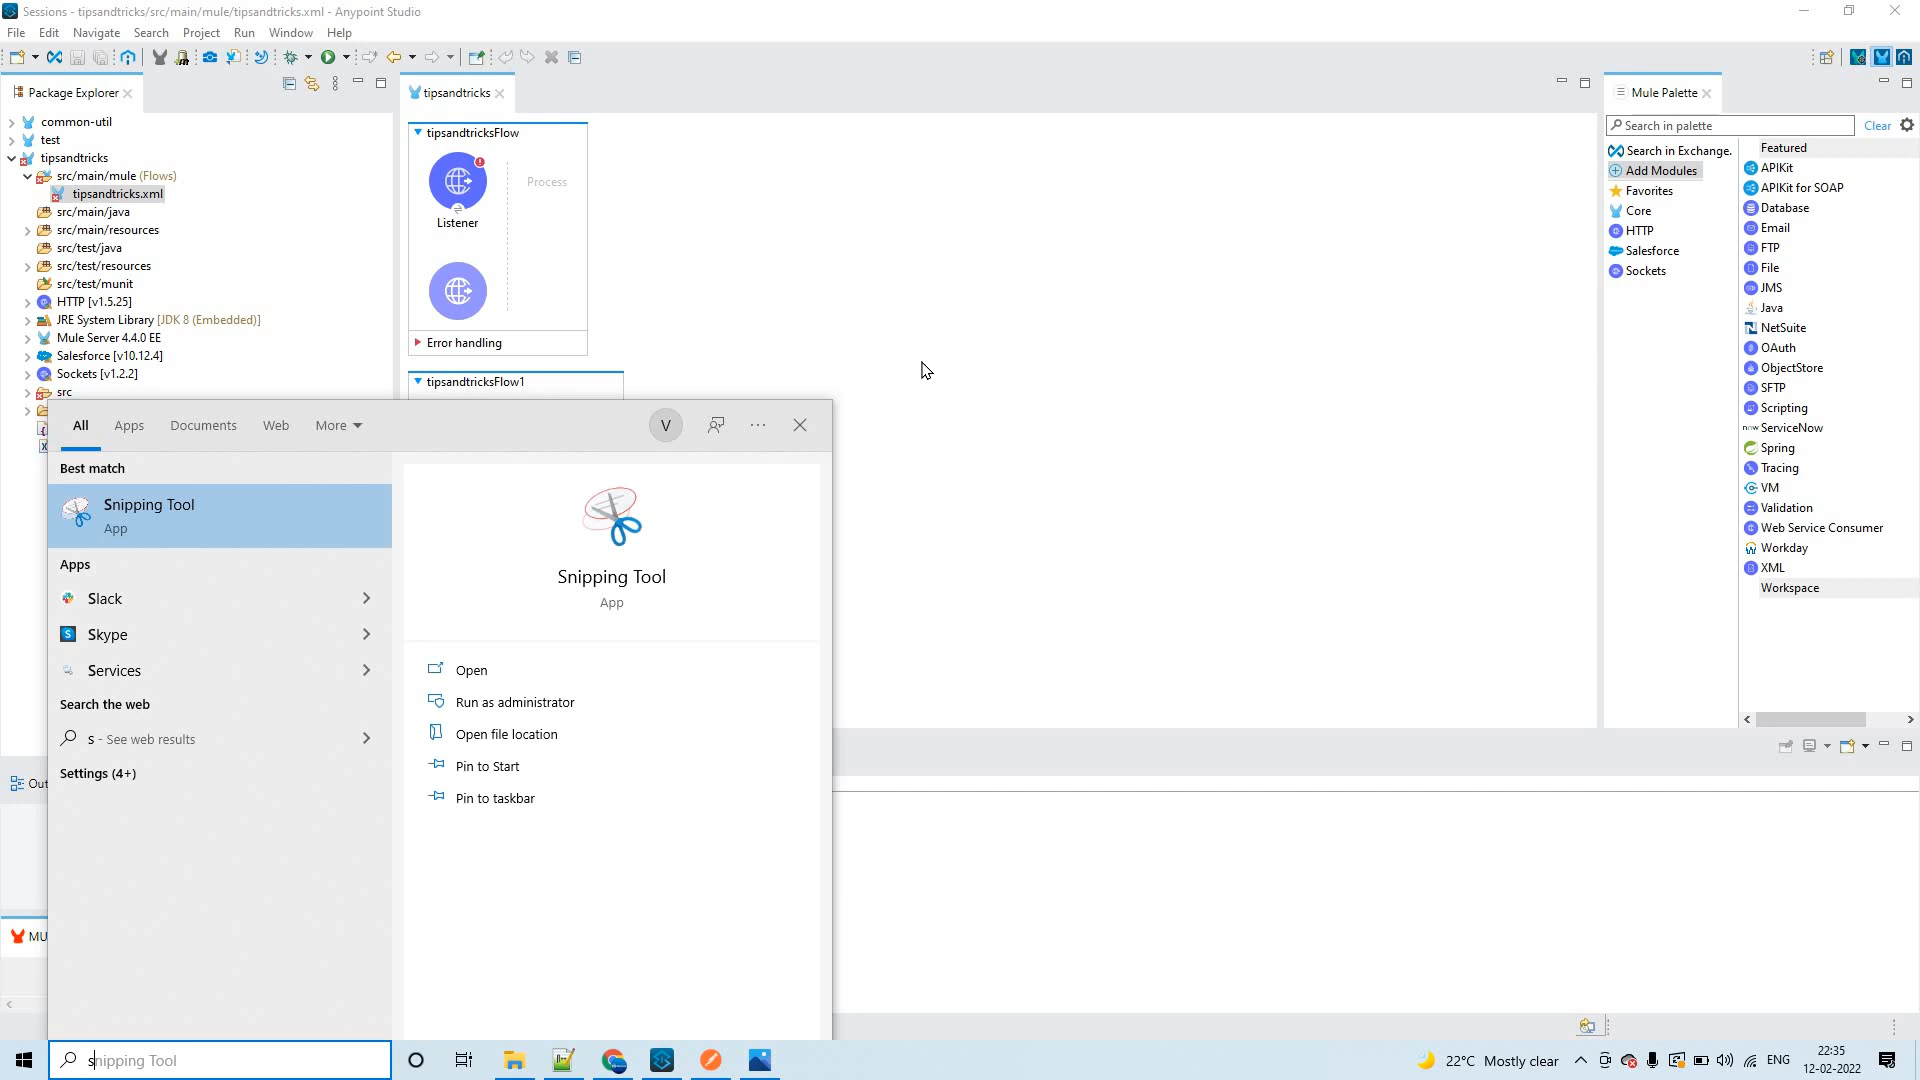 Sessions - tipsandtricks/src/main/mule/tipsandtricks.xml - Anypoint Studio
File Edit Navigate Search Project Run Window Help
Package Explorer
common-util
test
tipsandtricks
src/main/mule (Flows)
tipsandtricks.xml
src/main/java
src/main/resources
src/test/java
src/test/resources
src/test/munit
HTTP [v1.5.25]
JRE System Library [JDK 8 (Embedded)]
Mule Server 4.4.0 EE
Salesforce [v10.12.4]
Sockets [v1.2.2]
src
Out
MU
tipsandtricks
tipsandtricksFlow
Process
Listener
Error handling
tipsandtricksFlow1
Mule Palette
Search in palette
Clear
Search in Exchange.
Add Modules
Favorites
Core
HTTP
Salesforce
Sockets
Featured
APIKit
APIKit for SOAP
Database
Email
FTP
File
JMS
Java
NetSuite
OAuth
ObjectStore
SFTP
Scripting
now ServiceNow
Spring
Tracing
VM
Validation
Web Service Consumer
Workday
XML
Workspace
All Apps Documents Web More
V
Best match
Snipping Tool
App
Apps
Slack
Skype
Services
Search the web
s - See web results
Settings (4+)
Snipping Tool
App
Open
Run as administrator
Open file location
Pin to Start
Pin to taskbar
snipping Tool
22°C Mostly clear
ENG
22:35
12-02-2022